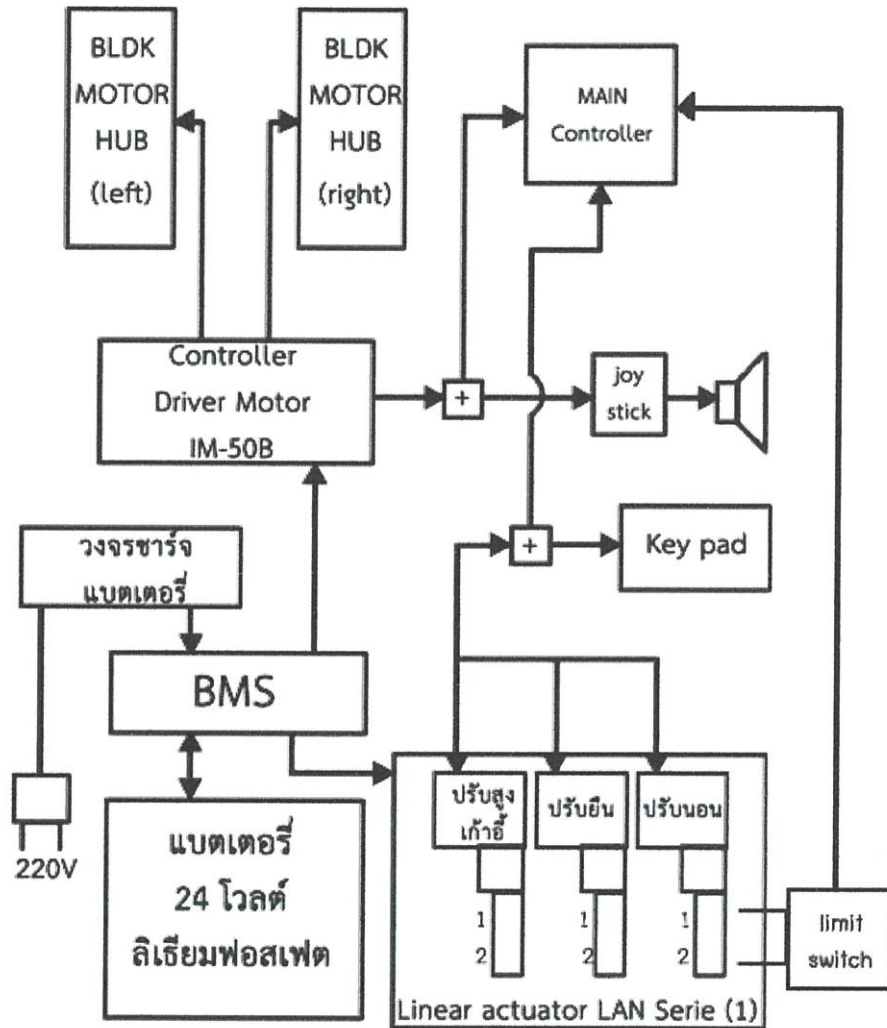 BLDK
MOTOR
HUB
(left)
BLDK
MOTOR
HUB
(right)
MAIN
Controller
Controller
Driver Motor
IM-50B
+
joy
stick
วงจรชาร์จ
แบตเตอรี่
+
Key pad
BMS
220V
แบตเตอรี่
24 โวลต์
ลิเธียมฟอสเฟต
ปรับสูง
เก้าอี้
ปรับยืน
ปรับนอน
1
2
1
2
1
2
limit
switch
Linear actuator LAN Serie (1)